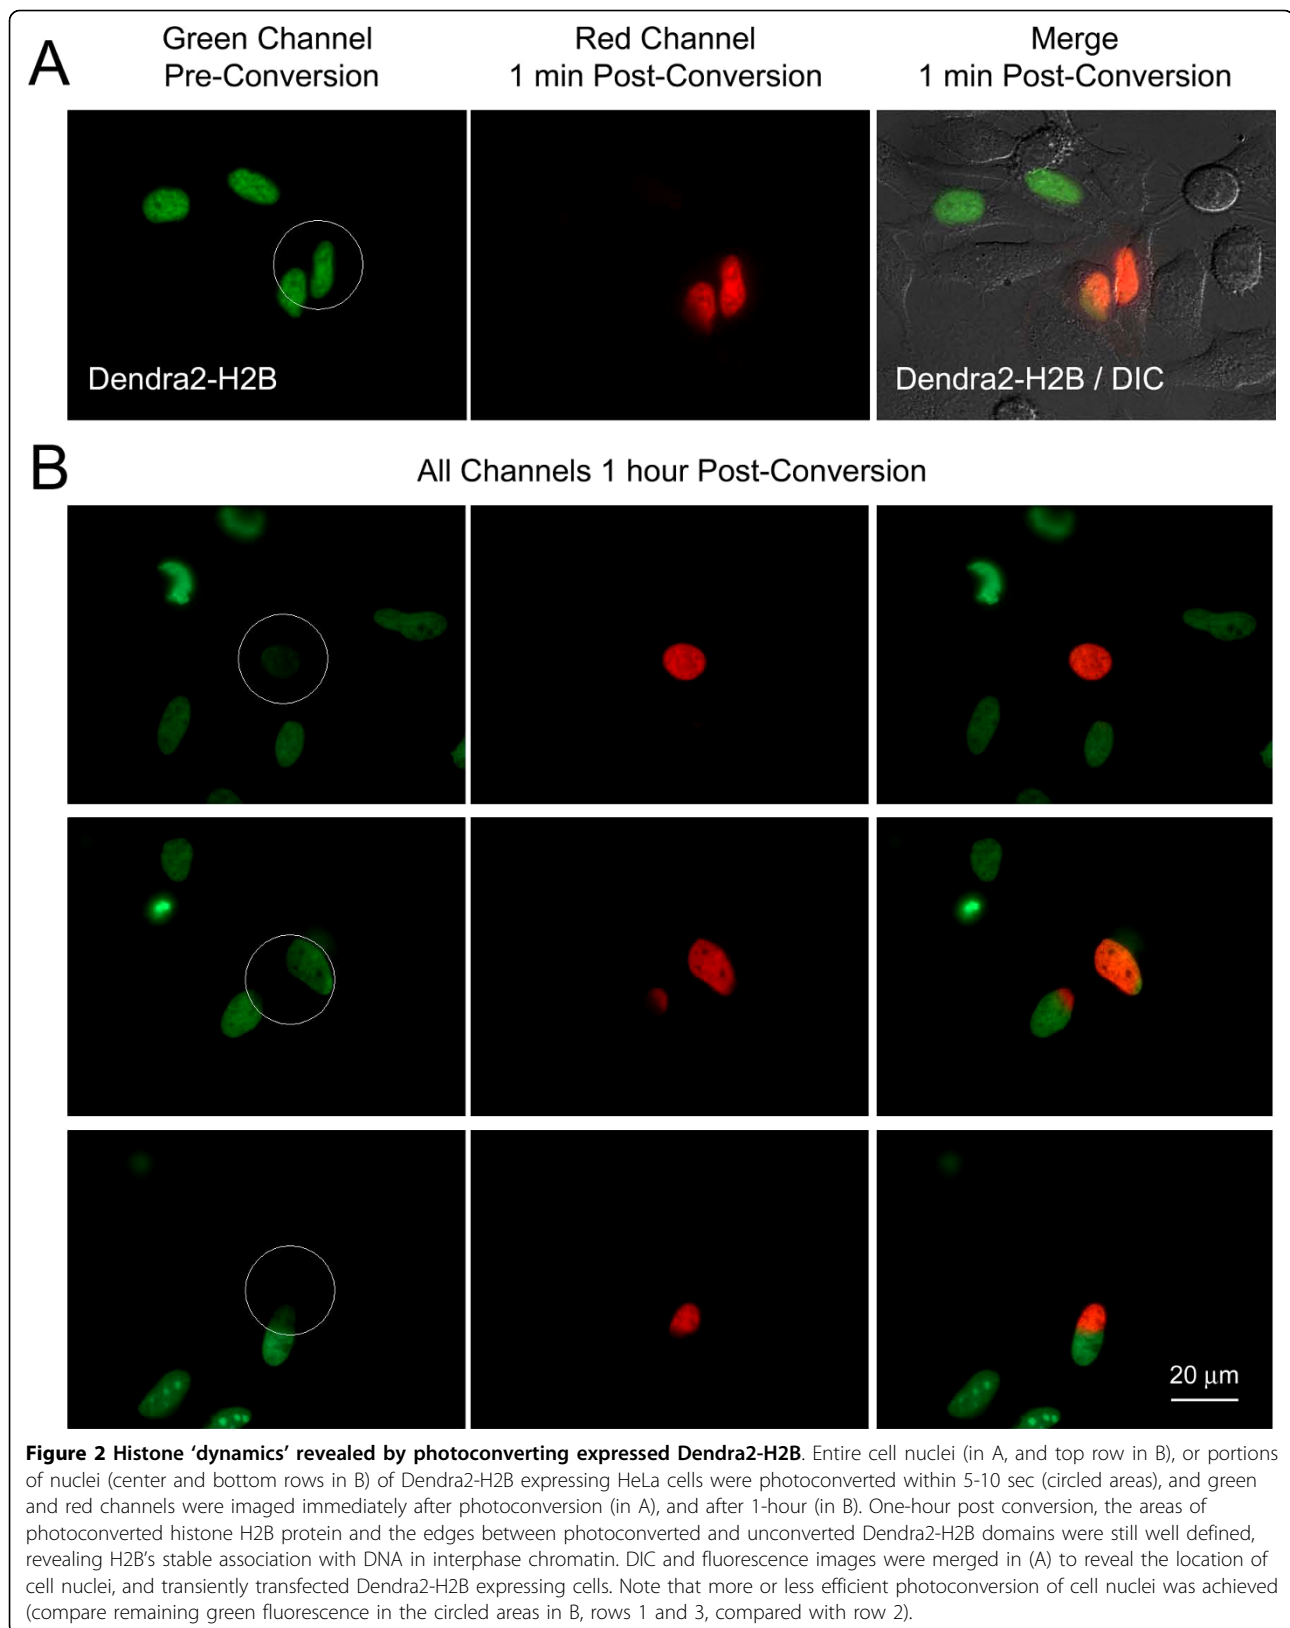 A
Green Channel
Pre-Conversion
Red Channel
1 min Post-Conversion
Merge
1 min Post-Conversion
Dendra2-H2B
Dendra2-H2B / DIC
B
All Channels 1 hour Post-Conversion
20 μm
Figure 2 Histone ‘dynamics’ revealed by photoconverting expressed Dendra2-H2B. Entire cell nuclei (in A, and top row in B), or portions
of nuclei (center and bottom rows in B) of Dendra2-H2B expressing HeLa cells were photoconverted within 5-10 sec (circled areas), and green
and red channels were imaged immediately after photoconversion (in A), and after 1-hour (in B). One-hour post conversion, the areas of
photoconverted histone H2B protein and the edges between photoconverted and unconverted Dendra2-H2B domains were still well defined,
revealing H2B’s stable association with DNA in interphase chromatin. DIC and fluorescence images were merged in (A) to reveal the location of
cell nuclei, and transiently transfected Dendra2-H2B expressing cells. Note that more or less efficient photoconversion of cell nuclei was achieved
(compare remaining green fluorescence in the circled areas in B, rows 1 and 3, compared with row 2).